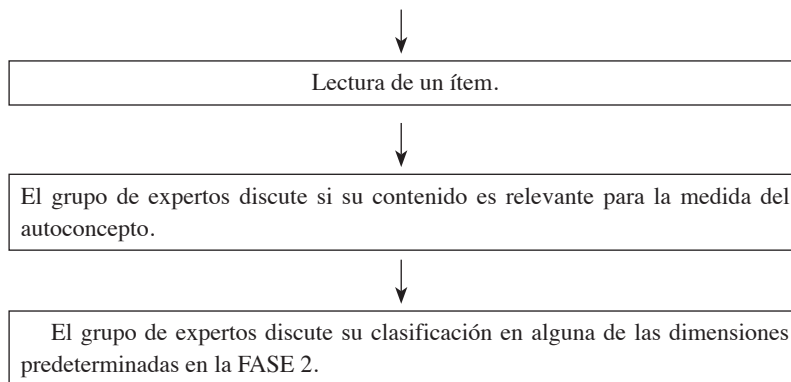 Lectura de un ítem.
El grupo de expertos discute si su contenido es relevante para la medida del
autoconcepto.
El grupo de expertos discute su clasificación en alguna de las dimensiones
predeterminadas en la FASE 2.